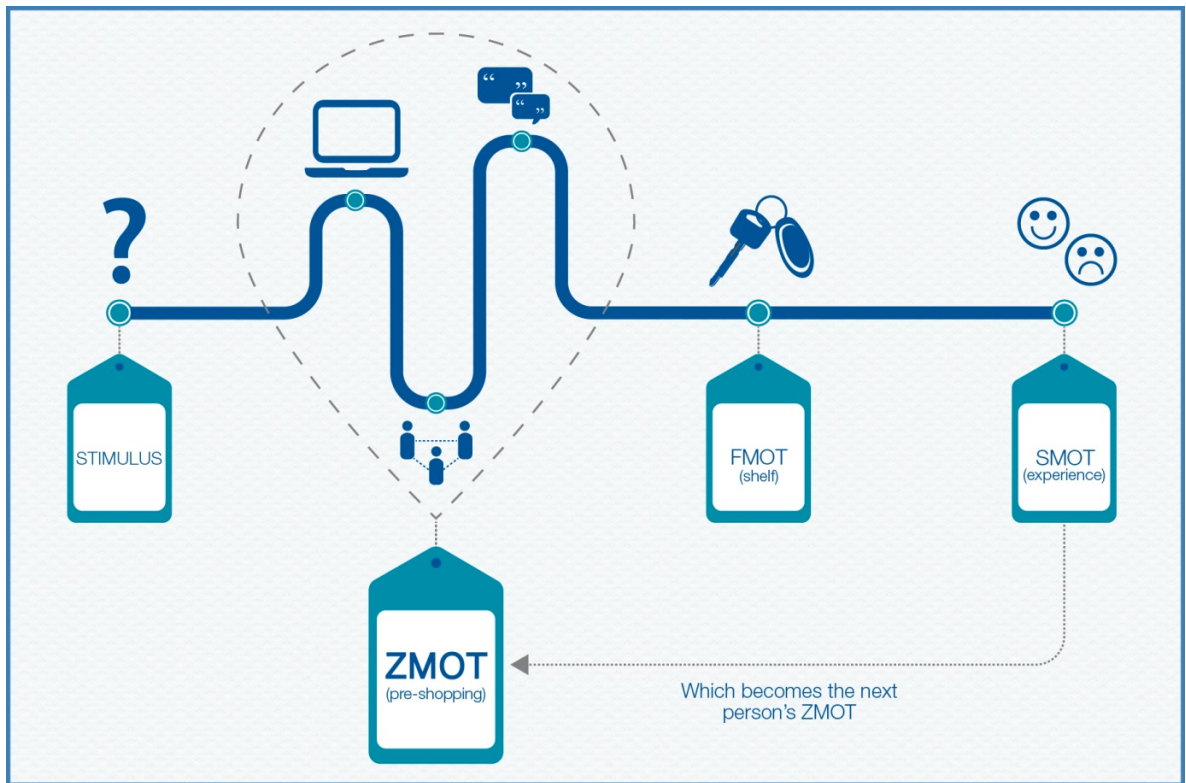 ?
“ ”
“ ”
STIMULUS
FMOT
(shelf)
SMOT
(experience)
ZMOT
(pre-shopping)
Which becomes the next
person's ZMOT